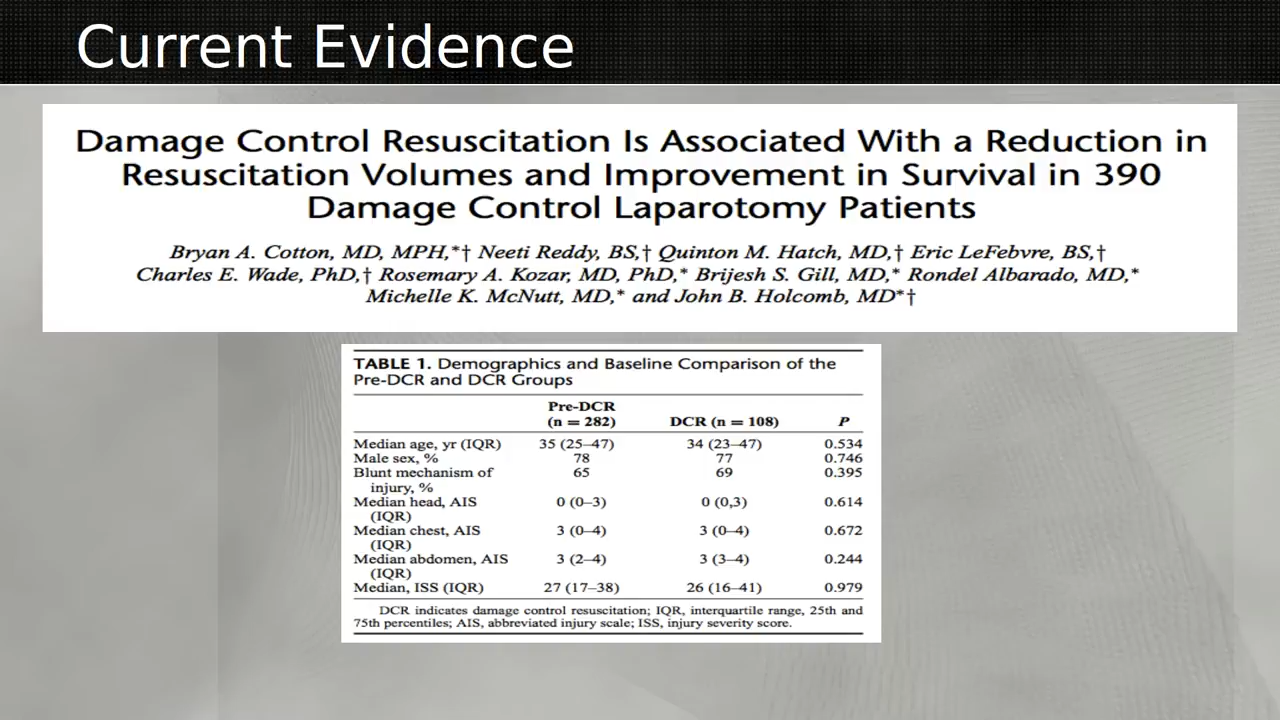 Current Evidence
Damage Control Resuscitation Is Associated With a Reduction in
Resuscitation Volumes and Improvement in Survival in 390
Damage Control Laparotomy Patients
Bryan A. Cotton, MD, MPH,*† Neeti Reddy, BS,† Quinton M. Hatch, MD,† Eric LeFebvre, BS,†
Charles E. Wade, PhD,† Rosemary A. Kozar, MD, PhD,* Brijesh S. Gill, MD,* Rondel Albarado, MD,*
Michelle K. McNutt, MD,* and John B. Holcomb, MD*†
TABLE 1. Demographics and Baseline Comparison of the
Pre-DCR and DCR Groups
Pre-DCR
(n = 282) DCR (n = 108) P
Median age, yr (IQR) 35 (25–47) 34 (23–47) 0.534
Male sex, % 78 77 0.746
Blunt mechanism of 65 69 0.395
injury, %
Median head, AIS 0 (0–3) 0 (0,3) 0.614
(IQR)
Median chest, AIS 3 (0–4) 3 (0–4) 0.672
(IQR)
Median abdomen, AIS 3 (2–4) 3 (3–4) 0.244
(IQR)
Median, ISS (IQR) 27 (17–38) 26 (16–41) 0.979
DCR indicates damage control resuscitation; IQR, interquartile range, 25th and
75th percentiles; AIS, abbreviated injury scale; ISS, injury severity score.